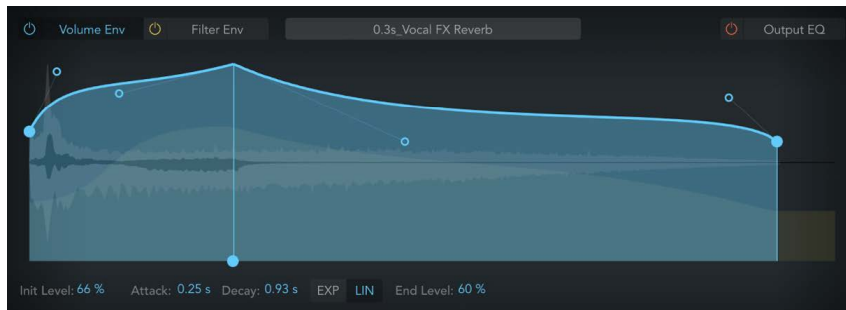 Volume Env Filter Env 0.3s_Vocal FX Reverb Output EQ
Init Level: 66 % Attack: 0.25 s Decay: 0.93 s EXP LIN End Level: 60 %